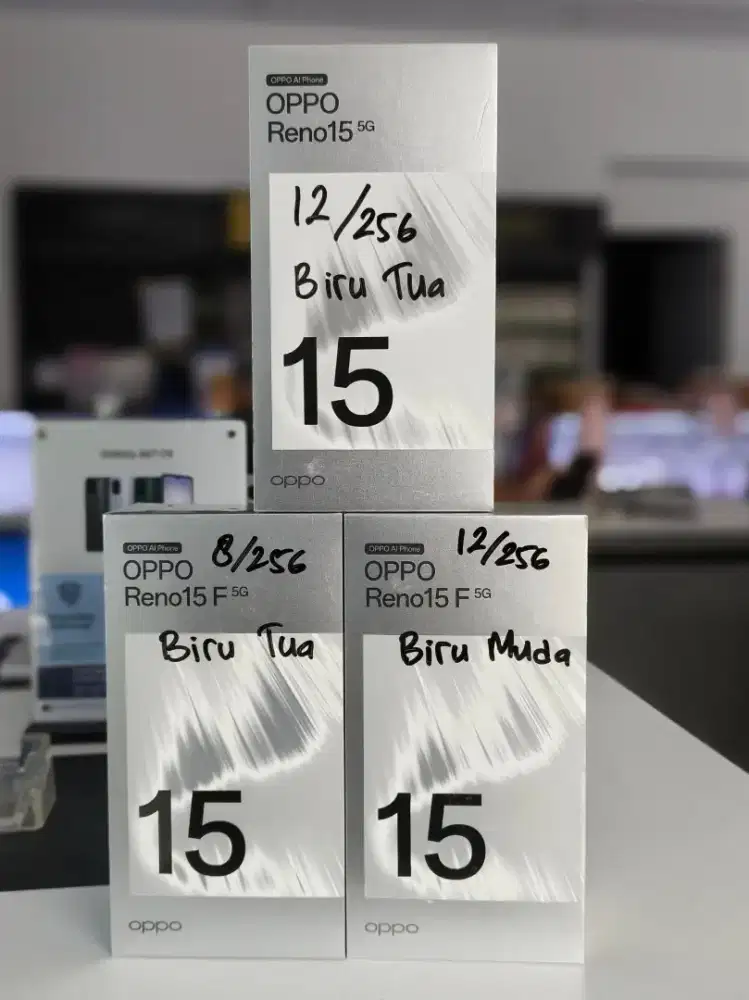 OPPO AI Phone
OPPO
Reno15 5G
12/256
Biru Tua
15
oppo
OPPO AI Phone
8/256
OPPO
Reno15 F 5G
Biru Tua
15
oppo
OPPO AI Phone
12/256
OPPO
Reno15 F 5G
Biru Muda
15
oppo